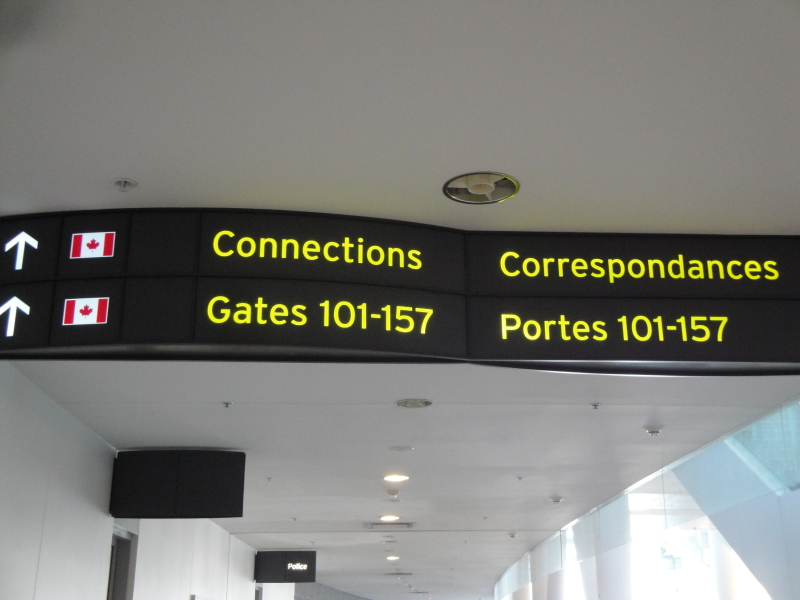 Connections
Gates 101-157
Correspondances
Portes 101-157
Police